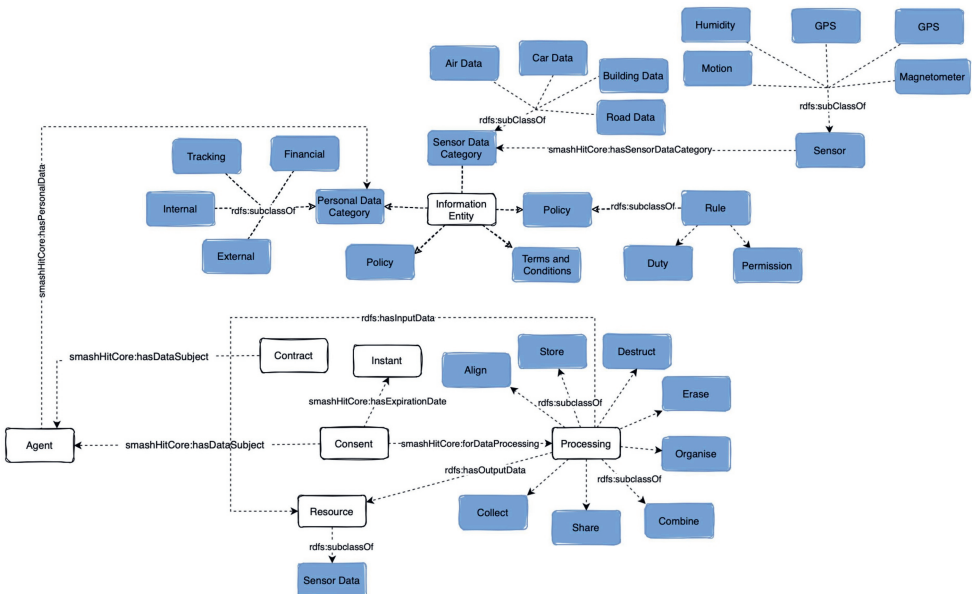 Humidity
GPS
GPS
Air Data
Car Data
Building Data
Motion
Magnetometer
rdfs:subClassOf
Road Data
rdfs:subClassOf
Tracking
Financial
Sensor Data
Category
smashHitCore:hasSensorDataCategory
Sensor
smashHitCore:hasPersonalData
Internal
rdfs:subclassOf
Personal Data
Category
Information
Entity
Policy
rdfs:subclassOf
Rule
External
Policy
Terms and
Conditions
Duty
Permission
rdfs:hasInputData
smashHitCore:hasDataSubject
Contract
Instant
Store
Destruct
Align
rdfs:subclassOf
Erase
smashHitCore:hasExpirationDate
Agent
smashHitCore:hasDataSubject
Consent
smashHitCore:forDataProcessing
Processing
Organise
rdfs:hasOutputData
rdfs:subclassOf
Resource
Collect
Share
Combine
rdfs:subclassOf
Sensor Data